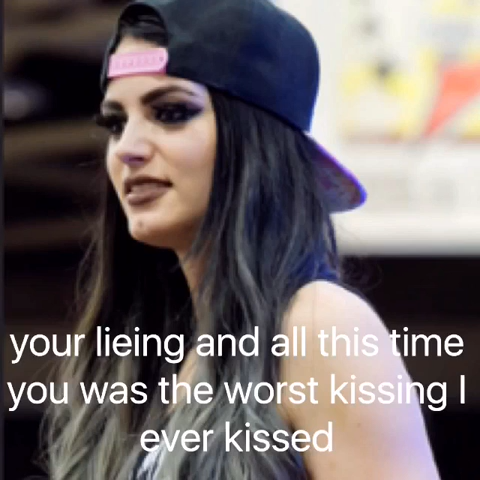 your lieing and all this time
you was the worst kissing I
ever kissed